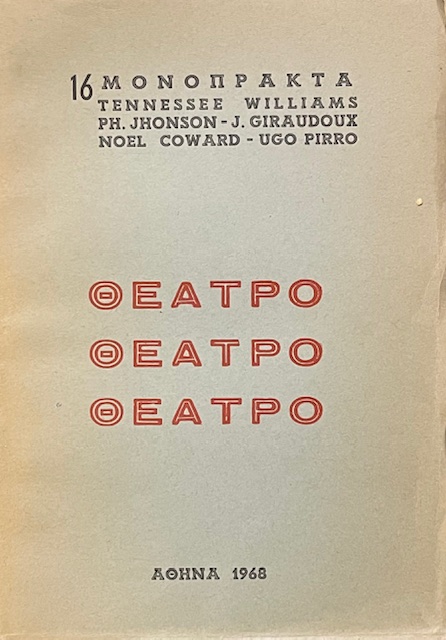 16 ΜΟΝΟΠΡΑΚΤΑ
TENNESSEE WILLIAMS
PH. JHONSON - J. GIRAUDOUX
NOEL COWARD - UGO PIRRO
ΘΕΑΤΡΟ
ΘΕΑΤΡΟ
ΘΕΑΤΡΟ
ΑΘΗΝΑ 1968